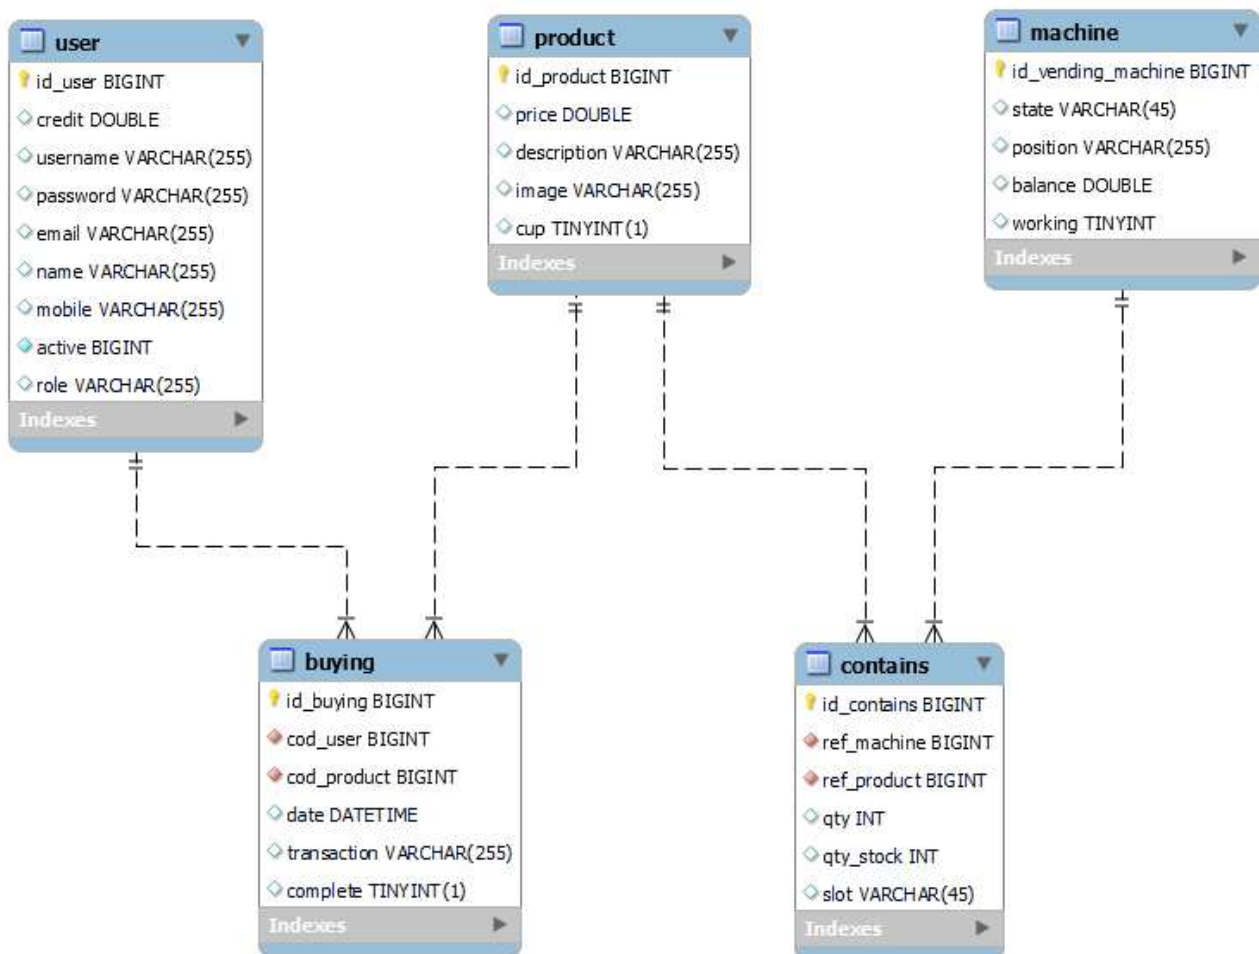 user
id_user BIGINT
credit DOUBLE
username VARCHAR(255)
password VARCHAR(255)
email VARCHAR(255)
name VARCHAR(255)
mobile VARCHAR(255)
active BIGINT
role VARCHAR(255)
Indexes
product
id_product BIGINT
price DOUBLE
description VARCHAR(255)
image VARCHAR(255)
cup TINYINT(1)
Indexes
machine
id_vending_machine BIGINT
state VARCHAR(45)
position VARCHAR(255)
balance DOUBLE
working TINYINT
Indexes
buying
id_buying BIGINT
cod_user BIGINT
cod_product BIGINT
date DATETIME
transaction VARCHAR(255)
complete TINYINT(1)
Indexes
contains
id_contains BIGINT
ref_machine BIGINT
ref_product BIGINT
qty INT
qty_stock INT
slot VARCHAR(45)
Indexes